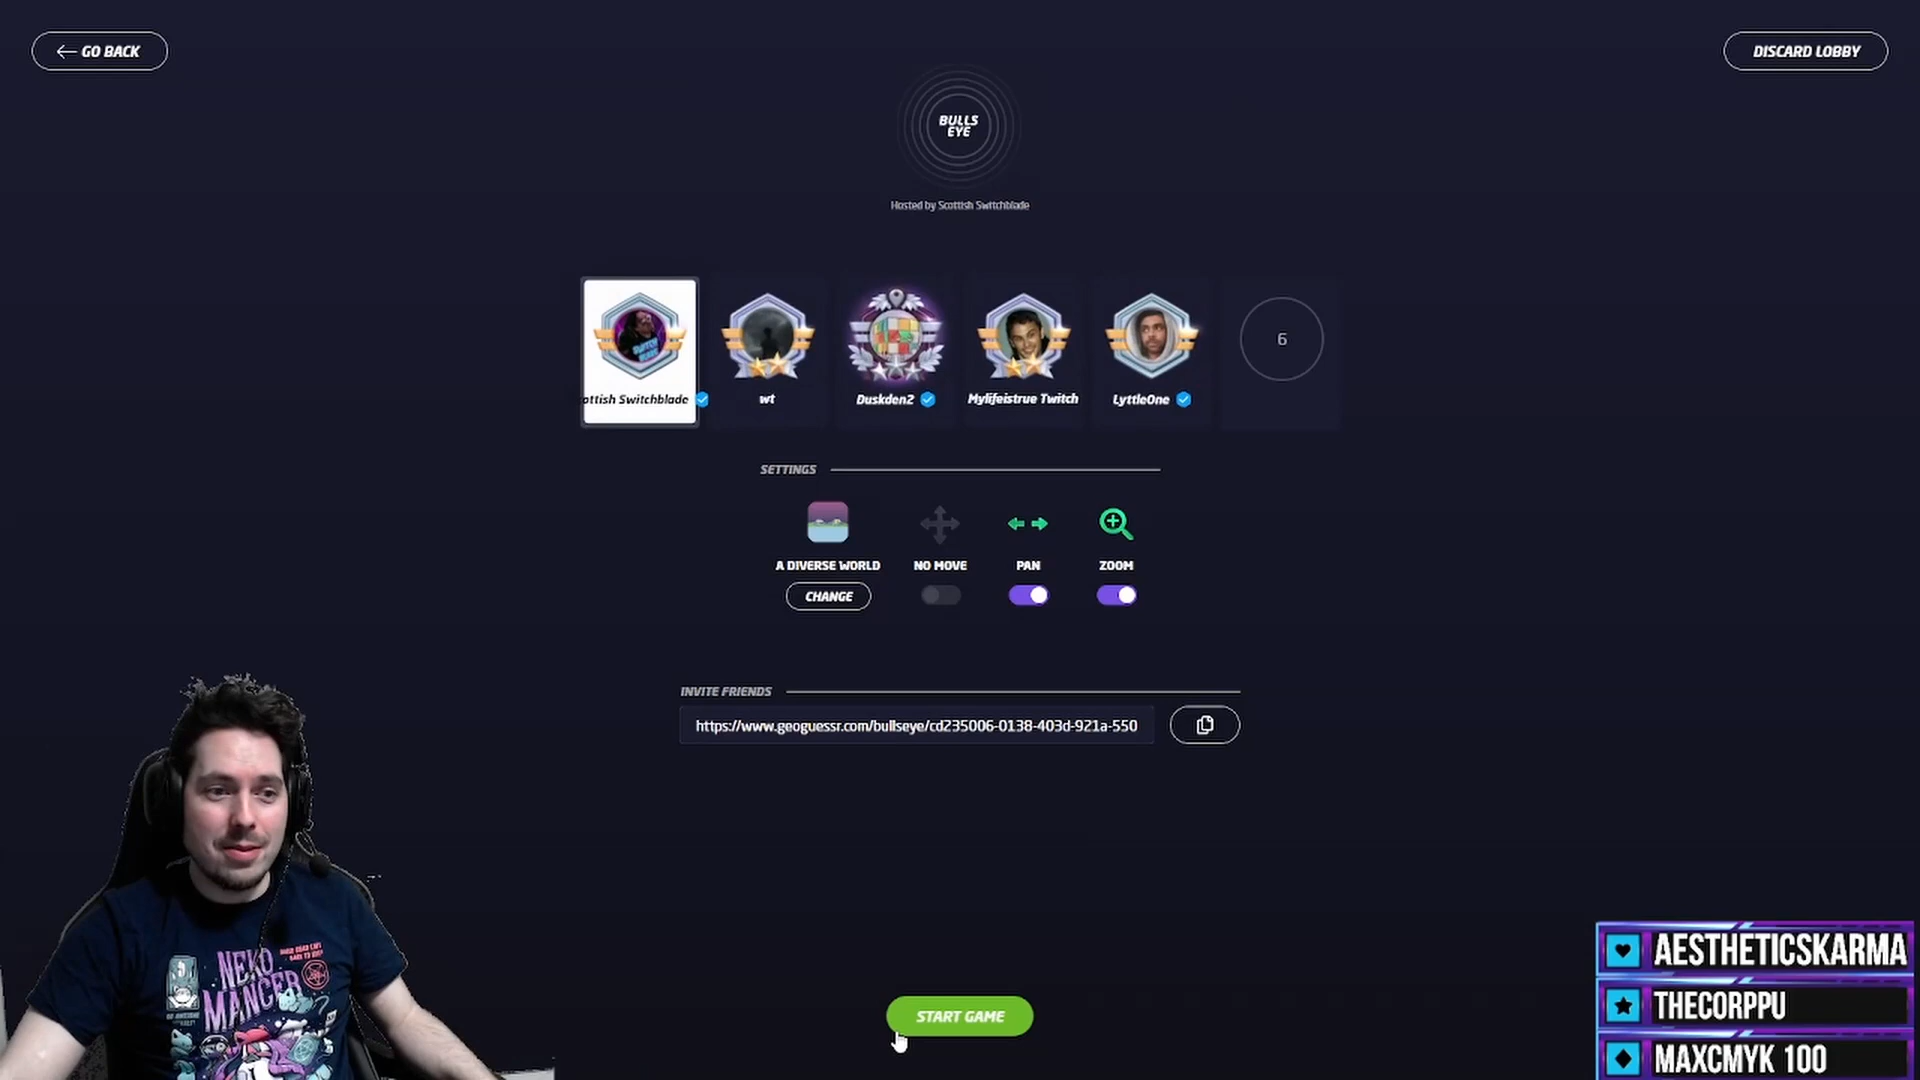 ← GO BACK
DISCARD LOBBY
BULLS
EYE
Hosted by Scottish Switchblade
ottish Switchblade
wt
Duskden2
Mylifeistrue Twitch
LyttleOne
6
SETTINGS
A DIVERSE WORLD
NO MOVE
PAN
ZOOM
CHANGE
INVITE FRIENDS
https://www.geoguessr.com/bullseye/cd235006-0138-403d-921a-550
NEKO
MANCER
START GAME
AESTHETICSKARMA
THECORPPU
MAXCMYK 100